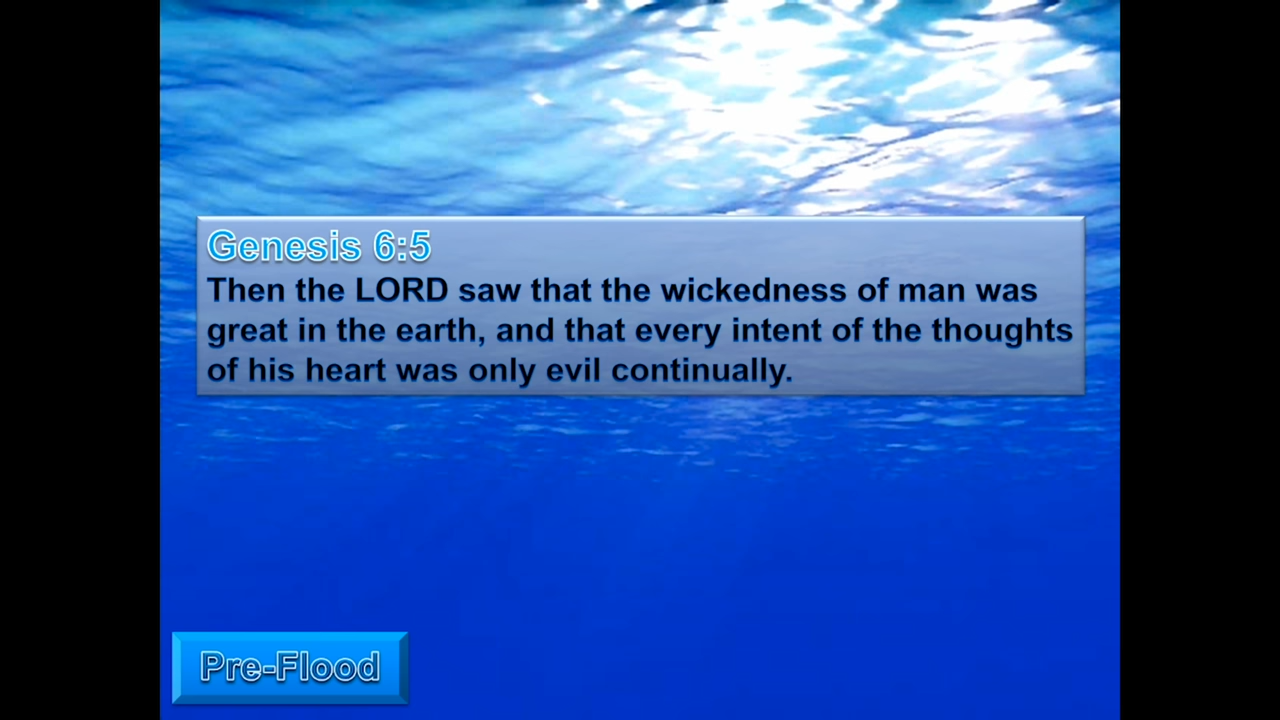 Genesis 6:5
Then the LORD saw that the wickedness of man was
great in the earth, and that every intent of the thoughts
of his heart was only evil continually.
Pre-Flood